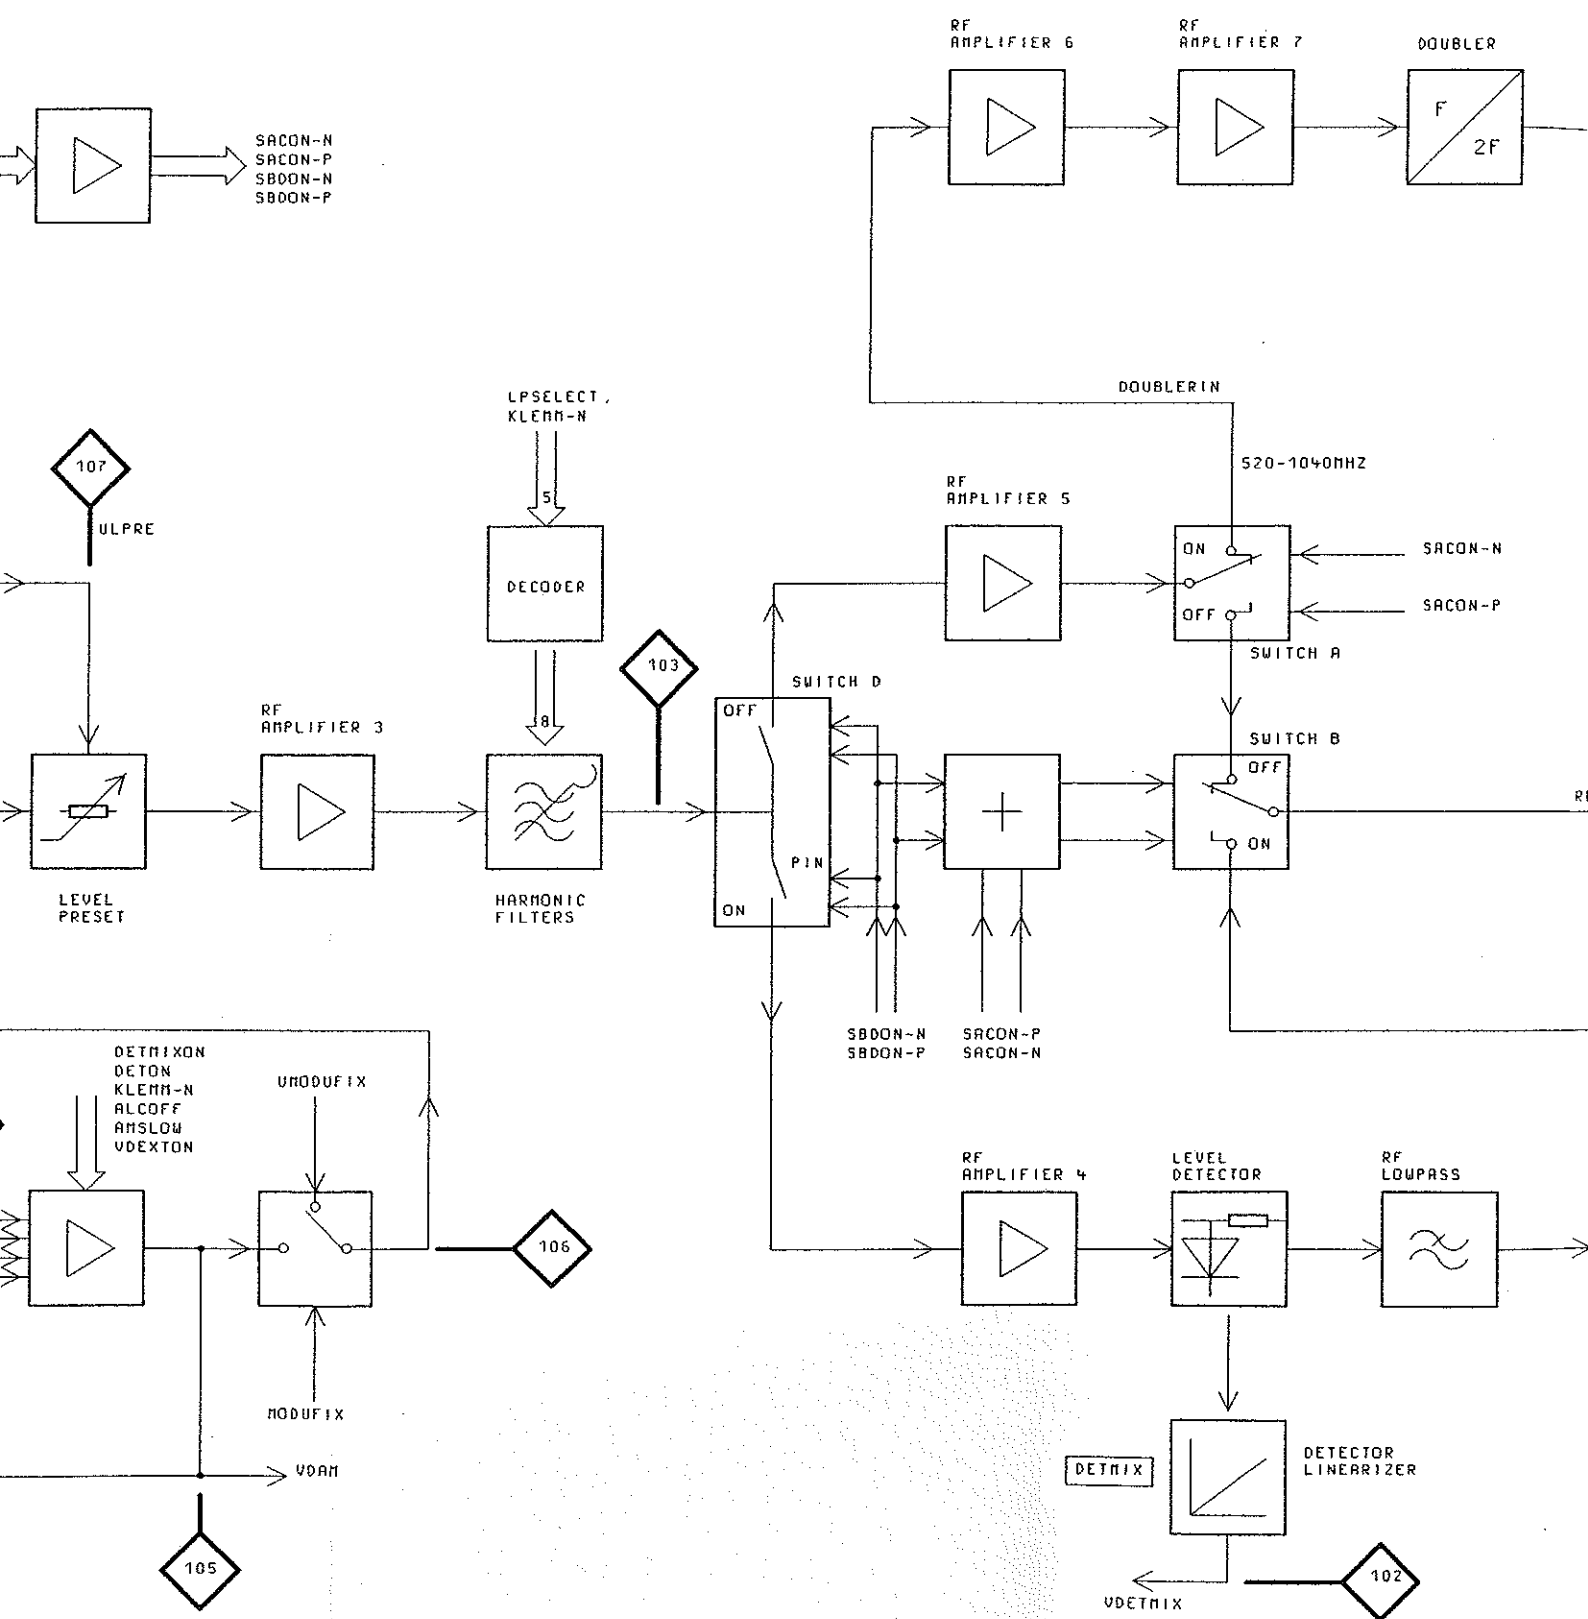 RF
AMPLIFIER 6
RF
AMPLIFIER 7
DOUBLER
F
2F
SACON-N
SACON-P
SBDON-N
SBDON-P
DOUBLERIN
LPSELECT,
KLEMM-N
5
107
ULPRE
520-1040MHZ
RF
AMPLIFIER 5
ON
OFF
SACON-N
SACON-P
SWITCH A
DECODER
8
103
SWITCH D
OFF
PIN
ON
RF
AMPLIFIER 3
LEVEL
PRESET
HARMONIC
FILTERS
SWITCH B
OFF
ON
SBDON-N
SBDON-P
SACON-P
SACON-N
DETMIXON
DETON
KLEMM-N
ALCOFF
AMSLOW
VDEXTON
UMODUFIX
106
MODUFIX
VDAM
105
RF
AMPLIFIER 4
LEVEL
DETECTOR
RF
LOWPASS
DETMIX
DETECTOR
LINEARIZER
102
VDETMIX